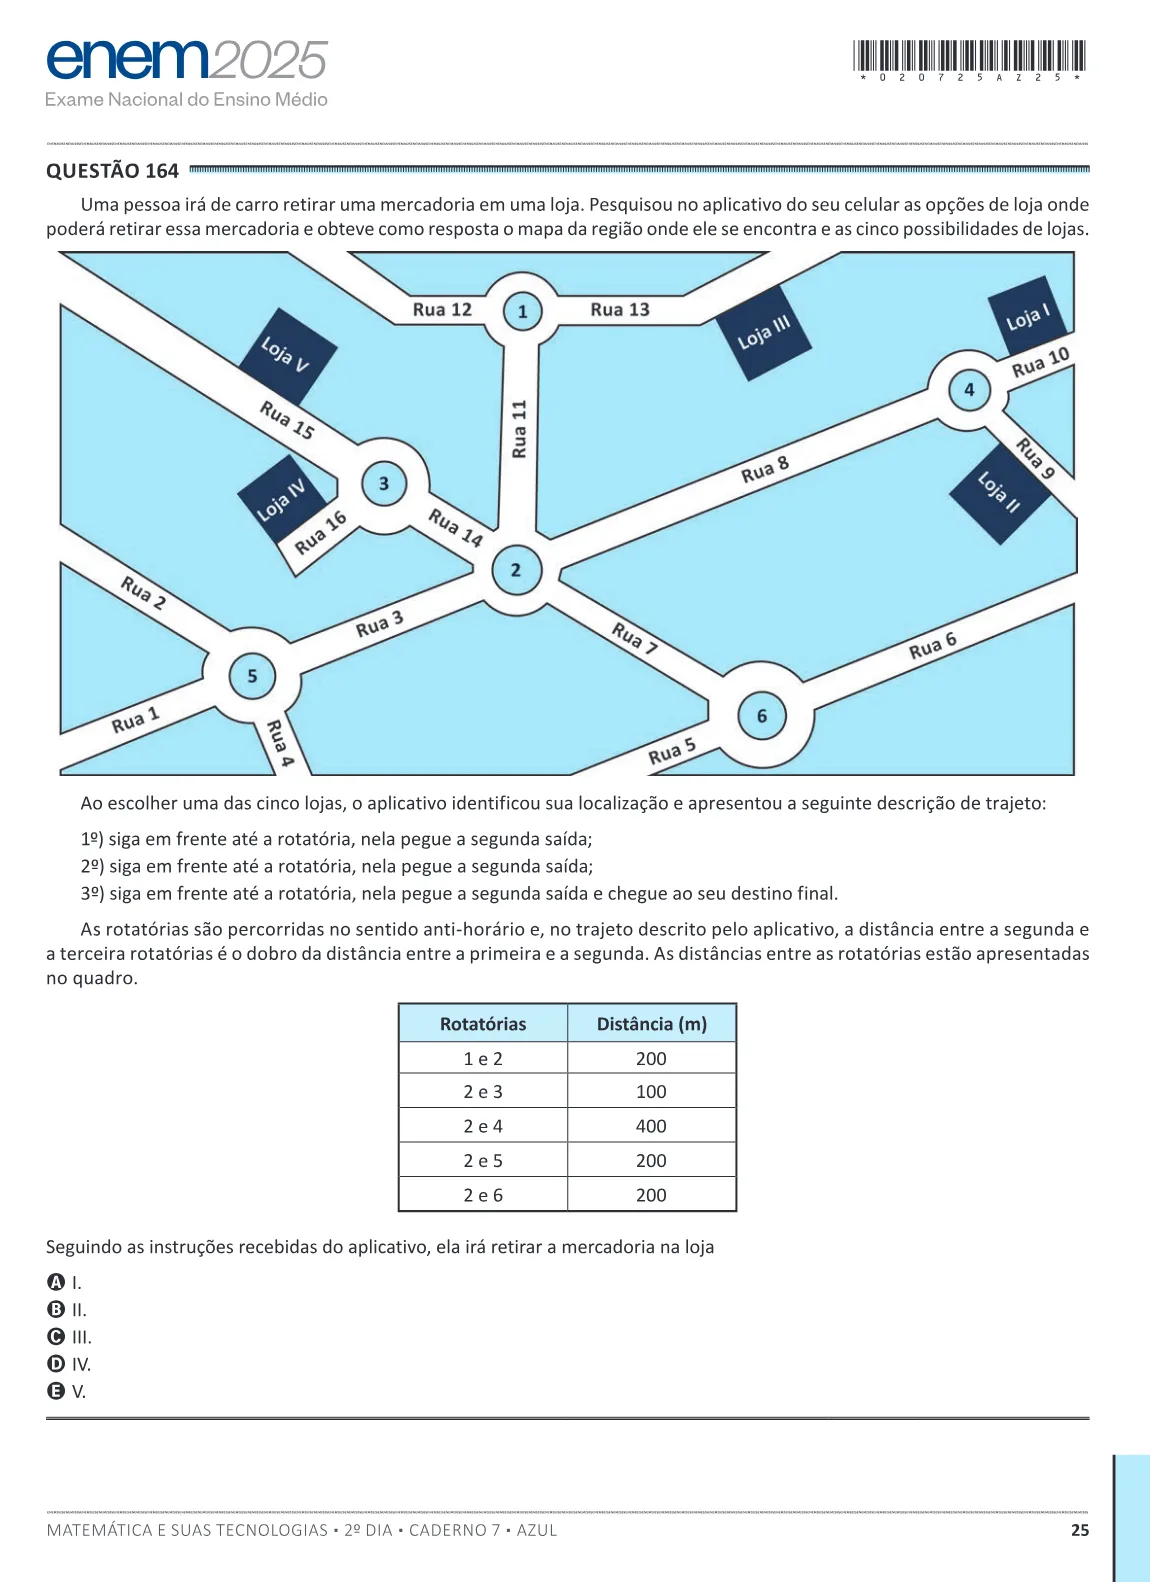 enem2025
Exame Nacional do Ensino Médio
*020725AZ25*
QUESTÃO 164
Uma pessoa irá de carro retirar uma mercadoria em uma loja. Pesquisou no aplicativo do seu celular as opções de loja onde
poderá retirar essa mercadoria e obteve como resposta o mapa da região onde ele se encontra e as cinco possibilidades de lojas.
Rua 12
1
Rua 13
Loja III
Loja I
Rua 10
Loja V
4
Rua 15
Rua 11
Rua 9
Rua 8
Loja II
3
Loja IV
Rua 16
Rua 14
2
Rua 2
Rua 3
Rua 7
Rua 6
5
Rua 1
Rua 4
6
Rua 5
Ao escolher uma das cinco lojas, o aplicativo identificou sua localização e apresentou a seguinte descrição de trajeto:
1º) siga em frente até a rotatória, nela pegue a segunda saída;
2º) siga em frente até a rotatória, nela pegue a segunda saída;
3º) siga em frente até a rotatória, nela pegue a segunda saída e chegue ao seu destino final.
As rotatórias são percorridas no sentido anti-horário e, no trajeto descrito pelo aplicativo, a distância entre a segunda e
a terceira rotatórias é o dobro da distância entre a primeira e a segunda. As distâncias entre as rotatórias estão apresentadas
no quadro.
Rotatórias Distância (m)
1 e 2 200
2 e 3 100
2 e 4 400
2 e 5 200
2 e 6 200
Seguindo as instruções recebidas do aplicativo, ela irá retirar a mercadoria na loja
A I.
B II.
C III.
D IV.
E V.
MATEMÁTICA E SUAS TECNOLOGIAS • 2º DIA • CADERNO 7 • AZUL 25